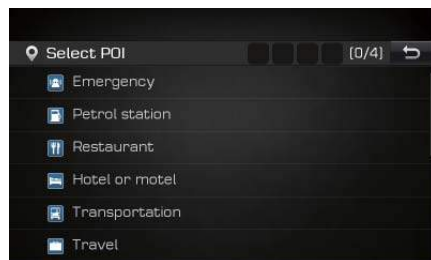 Select POI [0/4]
Emergency
Petrol station
Restaurant
Hotel or motel
Transportation
Travel